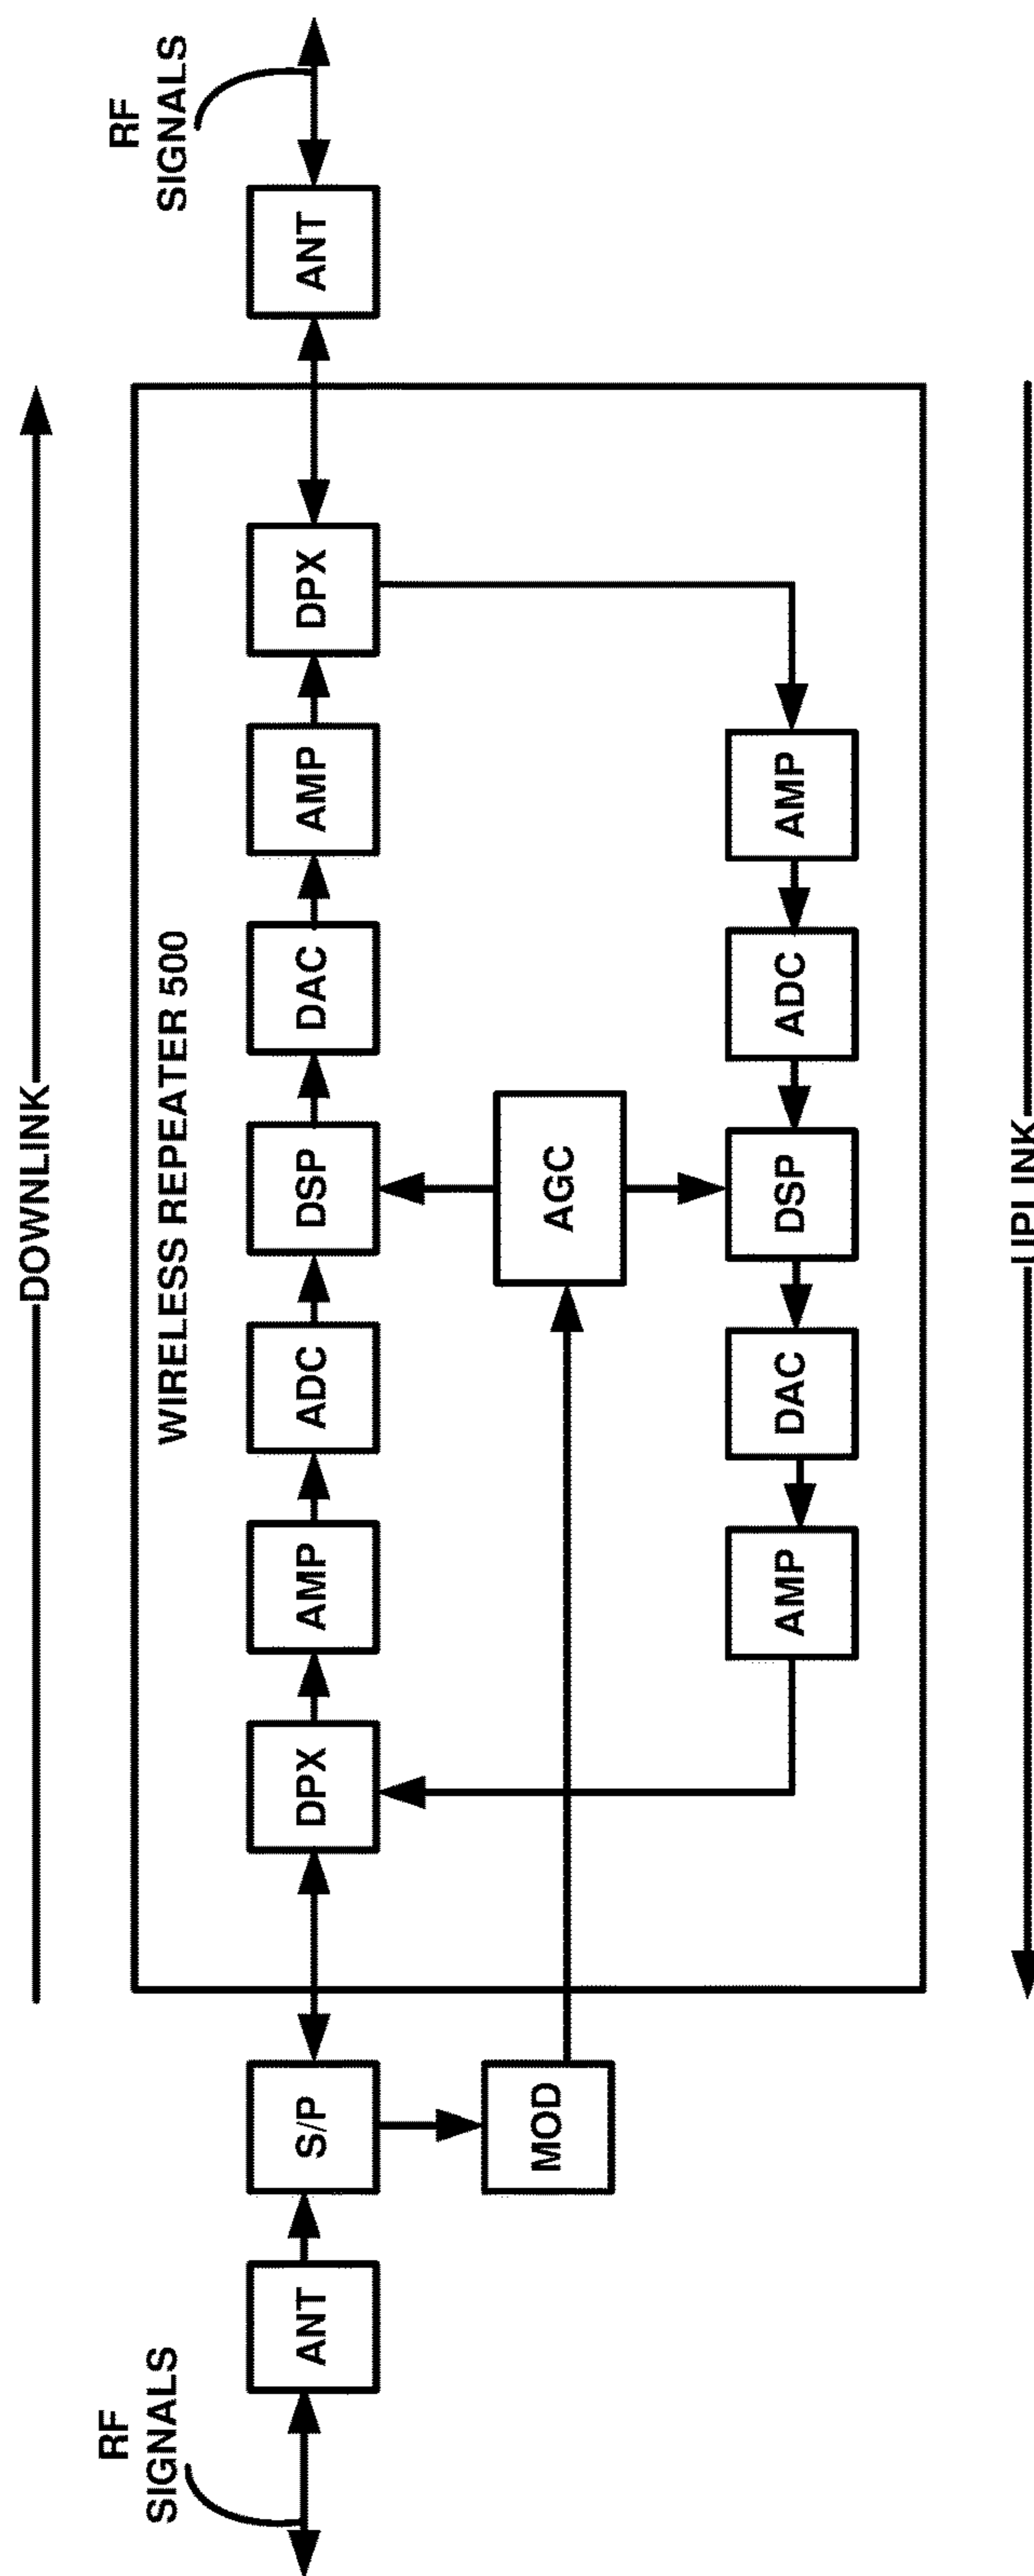 DOWNLINK
WIRELESS REPEATER 500
RF
SIGNALS
ANT
S/P
DPX
AMP
ADC
DSP
DAC
AMP
DPX
ANT
RF
SIGNALS
MOD
AGC
AMP
DAC
DSP
ADC
AMP
UPLINK